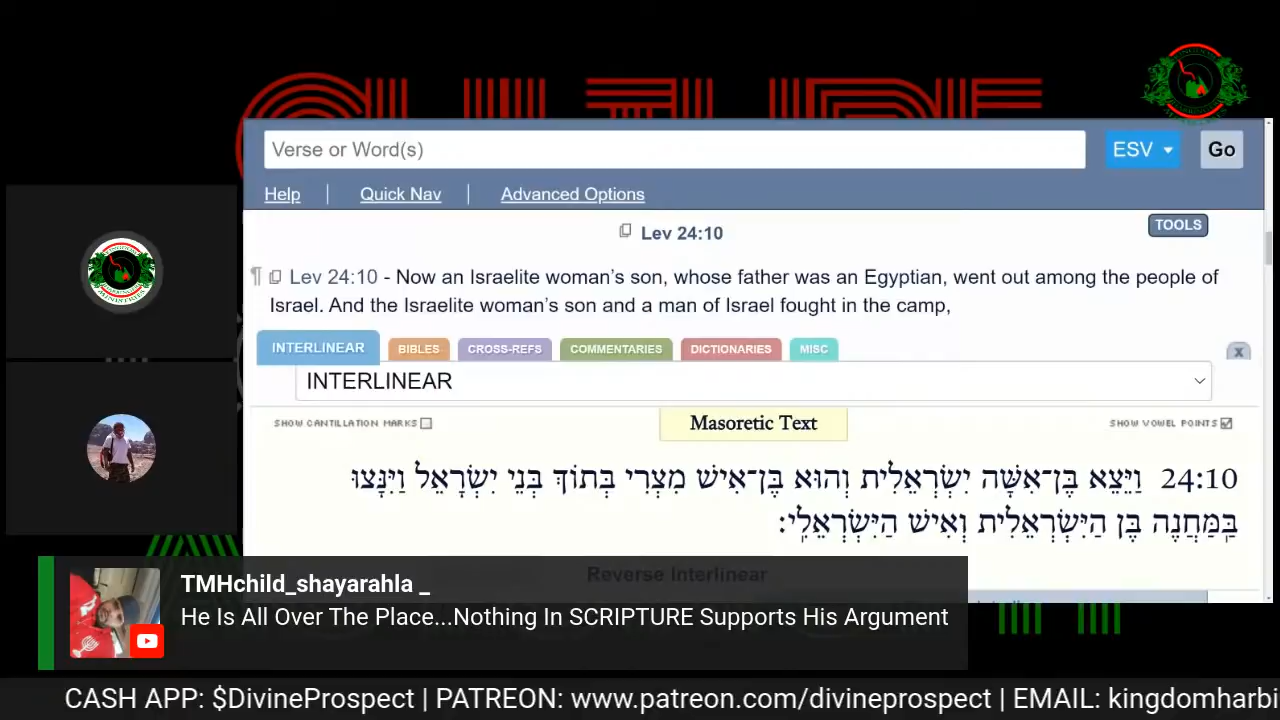 CULTURE
Verse or Word(s)
ESV
Go
Help | Quick Nav | Advanced Options
Lev 24:10
TOOLS
¶ Lev 24:10 - Now an Israelite woman’s son, whose father was an Egyptian, went out among the people of
Israel. And the Israelite woman’s son and a man of Israel fought in the camp,
INTERLINEAR BIBLES CROSS-REFS COMMENTARIES DICTIONARIES MISC x
INTERLINEAR
SHOW CANTILLATION MARKS
Masoretic Text
SHOW VOWEL POINTS
24:10 וַיֵּצֵא בֶּן־אִשָּׁה יִשְׂרְאֵלִית וְהוּא בֶּן־אִישׁ מִצְרִי בְּתוֹךְ בְּנֵי יִשְׂרָאֵל וַיִּנָּצוּ
בַּמַּחֲנֶה בֶּן הַיִּשְׂרְאֵלִית וְאִישׁ הַיִּשְׂרְאֵלִי׃
Reverse Interlinear
TMHchild_shayarahla _
He Is All Over The Place...Nothing In SCRIPTURE Supports His Argument
CASH APP: $DivineProspect | PATREON: www.patreon.com/divineprospect | EMAIL: kingdomharbi